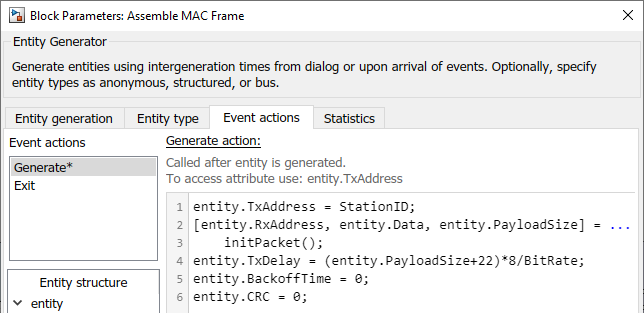 Block Parameters: Assemble MAC Frame
Entity Generator
Generate entities using intergeneration times from dialog or upon arrival of events. Optionally, specify
entity types as anonymous, structured, or bus.
Entity generation Entity type Event actions Statistics
Event actions
Generate*
Exit
Entity structure
entity
Generate action:
Called after entity is generated.
To access attribute use: entity.TxAddress
1 entity.TxAddress = StationID;
2 [entity.RxAddress, entity.Data, entity.PayloadSize] = ...
3     initPacket();
4 entity.TxDelay = (entity.PayloadSize+22)*8/BitRate;
5 entity.BackoffTime = 0;
6 entity.CRC = 0;